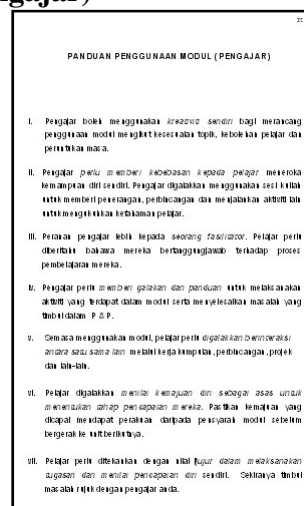 PANDUAN PENGGUNAAN MODUL ( PENGAJAR )
I. Pengajar boleh menggunakan kreativiti sendiri bagi merancang
penggunaan modul mengikut kesesuaian topik, kebolehan pelajar dan
peruntukan masa.
II. Pengajar perlu memberi kebebasan kepada pelajar meneroka
kemampuan diri sendiri. Pengajar digalakkan menggunakan sesi kuliah
untuk memberi penerangan, perbincangan dan menjalankan aktiviti lain
untuk mengukuhkan kefahaman pelajar.
III. Peranan pengajar lebih kepada seorang fasilitator. Pelajar perlu
diberitahu bahawa mereka bertanggungjawab terhadap proses
pembelajaran mereka.
iv. Pengajar perlu memberi galakan dan panduan untuk melaksanakan
aktiviti yang terdapat dalam modul serta menyelesaikan masalah yang
timbul dalam P & P.
v. Semasa menggunakan modul, pelajar perlu digalakkan berinteraksi
antara satu sama lain melalui kerja kumpulan, perbincangan, projek
dan lain-lain.
vi. Pelajar digalakkan menilai kemajuan diri sebagai asas untuk
menentukan tahap pencapaian mereka. Pastikan kemajuan yang
dicapai mendapat perakuan daripada pensyarah modul sebelum
bergerak ke unit berikutnya.
vii. Pelajar perlu ditekankan dengan nilai jujur dalam melaksanakan
tugasan dan menilai pencapaian diri sendiri. Sekiranya timbul
masalah rujuk dengan pengajar anda.